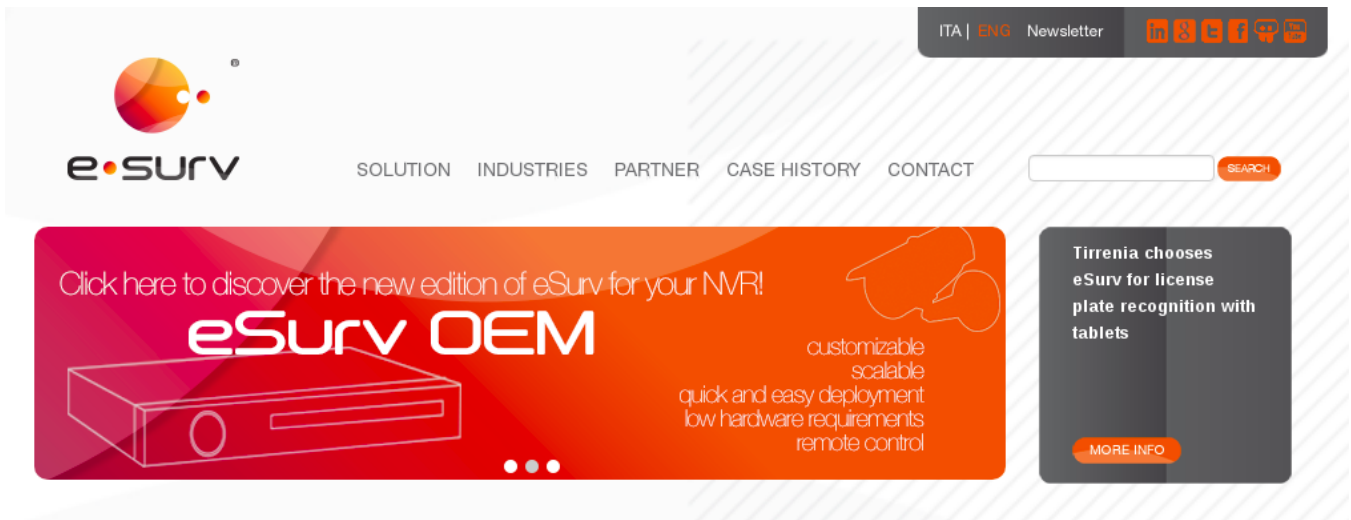 ITA | ENG Newsletter
e•surv
SOLUTION INDUSTRIES PARTNER CASE HISTORY CONTACT
SEARCH
Click here to discover the new edition of eSurv for your NVR!
eSurv OEM
customizable
scalable
quick and easy deployment
low hardware requirements
remote control
Tirrenia chooses
eSurv for license
plate recognition with
tablets
MORE INFO